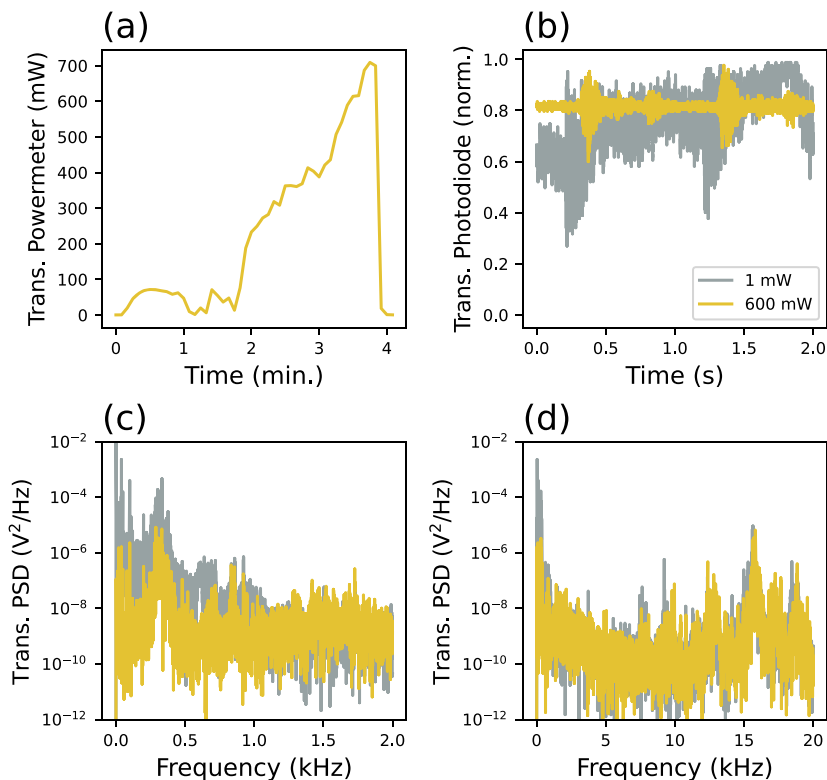 (a)
Trans. Powermeter (mW)
700
600
500
400
300
200
100
0
0 1 2 3 4
Time (min.)
(b)
Trans. Photodiode (norm.)
1.0
0.8
0.6
0.4
0.2
0.0
1 mW
600 mW
0.0 0.5 1.0 1.5 2.0
Time (s)
(c)
Trans. PSD (V²/Hz)
10⁻²
10⁻⁴
10⁻⁶
10⁻⁸
10⁻¹⁰
10⁻¹²
0.0 0.5 1.0 1.5 2.0
Frequency (kHz)
(d)
Trans. PSD (V²/Hz)
10⁻²
10⁻⁴
10⁻⁶
10⁻⁸
10⁻¹⁰
10⁻¹²
0 5 10 15 20
Frequency (kHz)